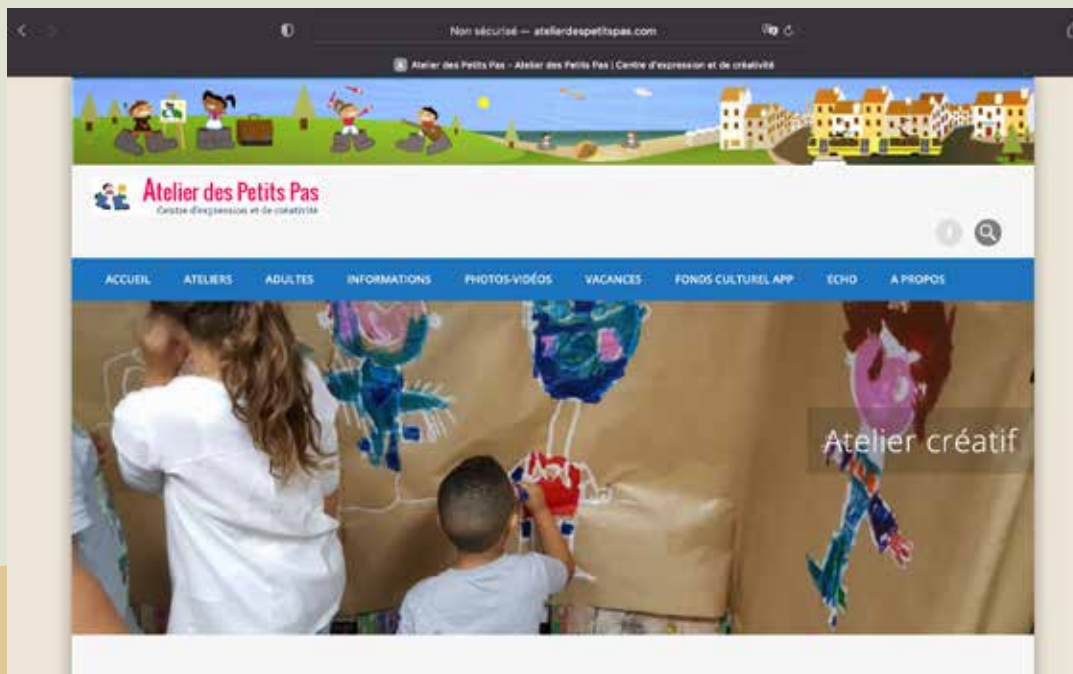 Non sécurisé — atelierdespetitspas.com
Atelier des Petits Pas - Atelier des Petits Pas | Centre d'expression et de créativité
Atelier des Petits Pas
Centre d'expression et de créativité
ACCUEIL ATELIERS ADULTES INFORMATIONS PHOTOS-VIDÉOS VACANCES FONDS CULTUREL APP ECHO A PROPOS
Atelier créatif